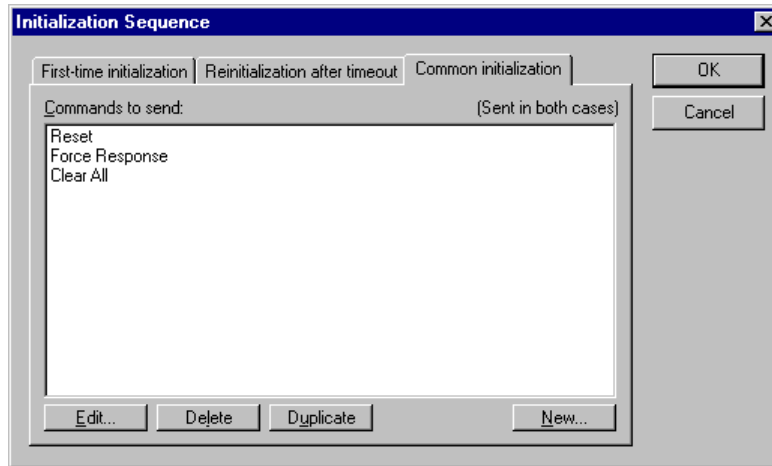 Initialization Sequence
First-time initialization Reinitialization after timeout Common initialization
OK
Commands to send: (Sent in both cases)
Cancel
Reset
Force Response
Clear All
Edit... Delete Duplicate New...